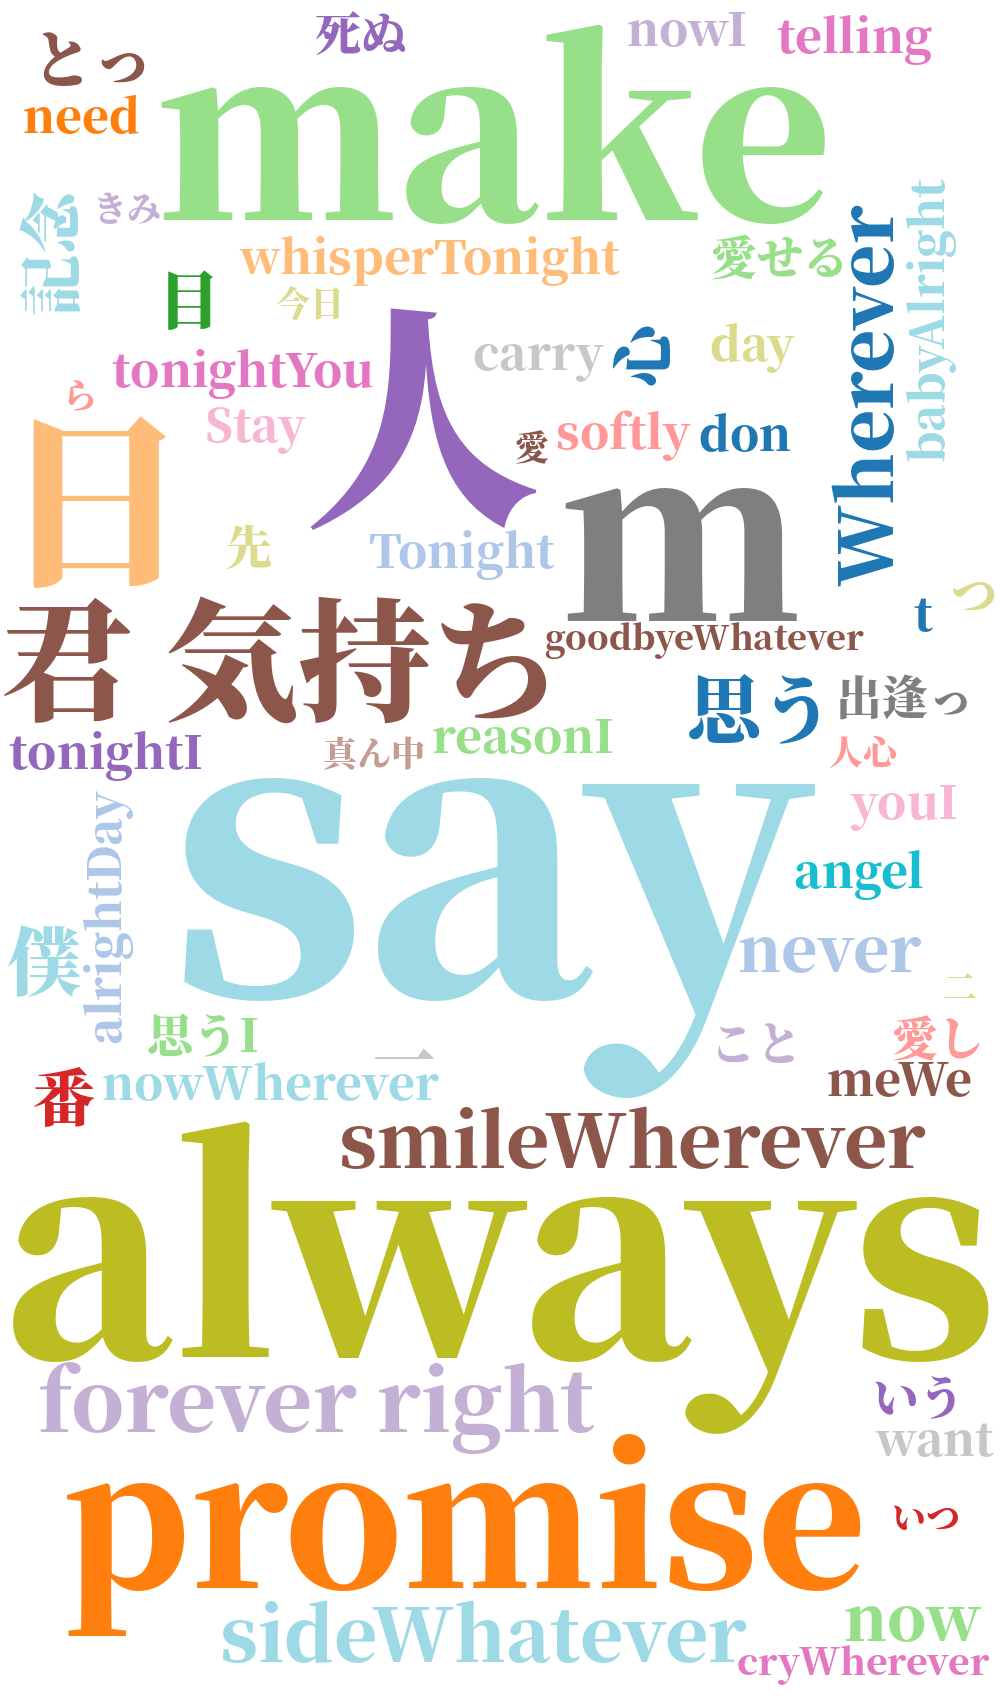 死ぬ
nowI
telling
とっ
make
need
記念
きみ
whisperTonight
愛せる
Wherever
babyAlright
目
今日
人
心
carry
day
tonightYou
ら
Stay
愛
softly
don
日
m
先
Tonight
t
つ
君
気持ち
goodbyeWhatever
思う
出逢っ
tonightI
真ん中
reasonI
人心
say
youI
alrightDay
angel
僕
never
二
思うI
一
こと
愛し
番
nowWherever
meWe
smileWherever
always
forever
right
いう
want
promise
いつ
sideWhatever
now
cryWherever